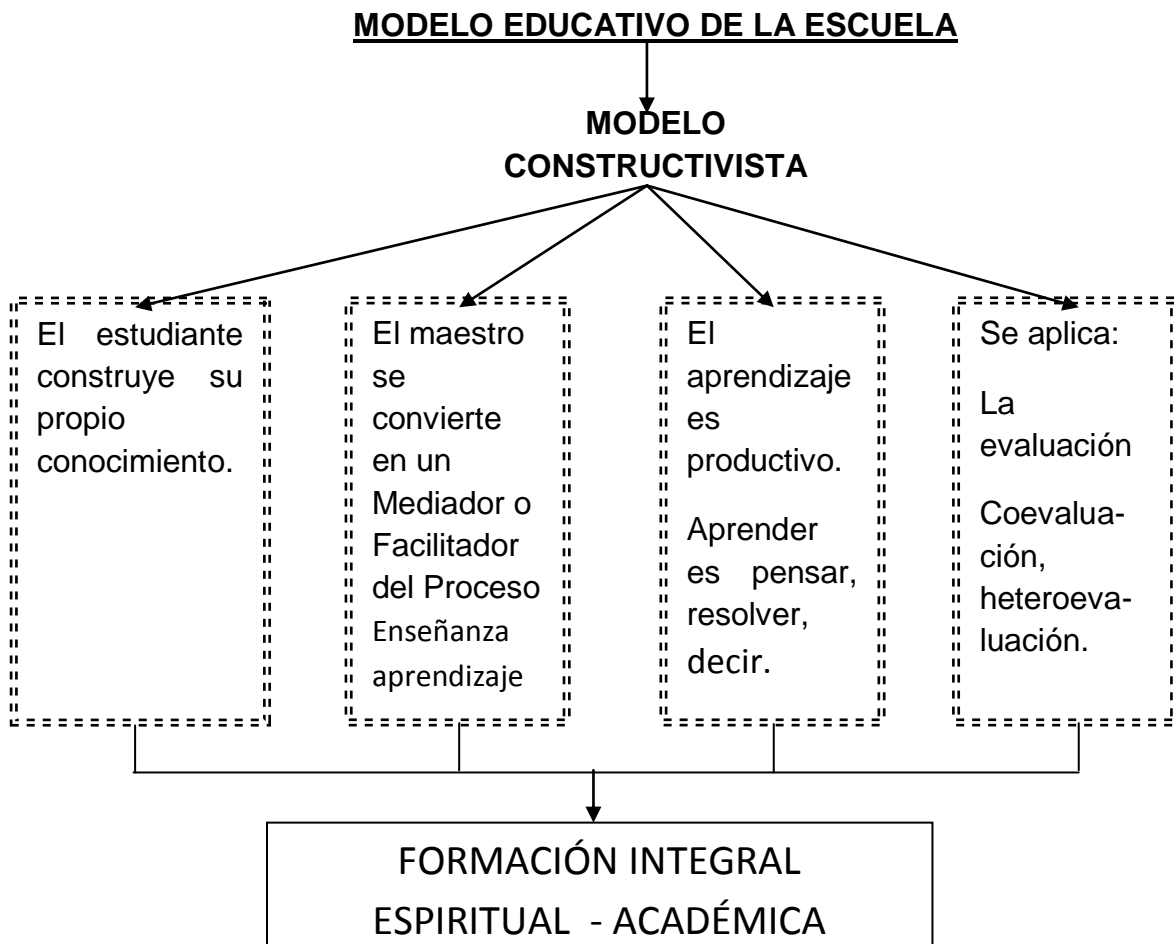 MODELO EDUCATIVO DE LA ESCUELA
MODELO
CONSTRUCTIVISTA
El estudiante
construye su
propio
conocimiento.
El maestro
se
convierte
en un
Mediador o
Facilitador
del Proceso
Enseñanza
aprendizaje
El
aprendizaje
es
productivo.
Aprender
es pensar,
resolver,
decir.
Se aplica:
La
evaluación
Coevalua-
ción,
heteroeva-
luación.
FORMACIÓN INTEGRAL
ESPIRITUAL - ACADÉMICA